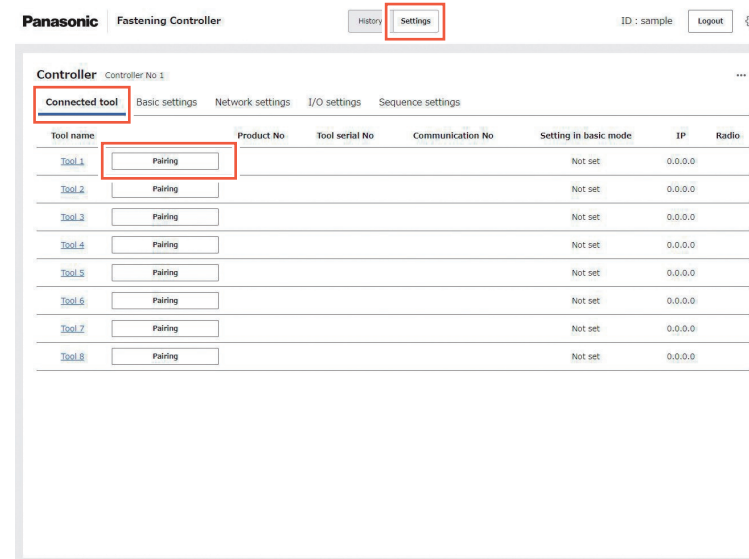 Panasonic Fastening Controller History Settings ID : sample Logout
Controller Controller No 1 ...
Connected tool Basic settings Network settings I/O settings Sequence settings
Tool name Product No Tool serial No Communication No Setting in basic mode IP Radio
Tool 1 Pairing Not set 0.0.0.0
Tool 2 Pairing Not set 0.0.0.0
Tool 3 Pairing Not set 0.0.0.0
Tool 4 Pairing Not set 0.0.0.0
Tool 5 Pairing Not set 0.0.0.0
Tool 6 Pairing Not set 0.0.0.0
Tool 7 Pairing Not set 0.0.0.0
Tool 8 Pairing Not set 0.0.0.0